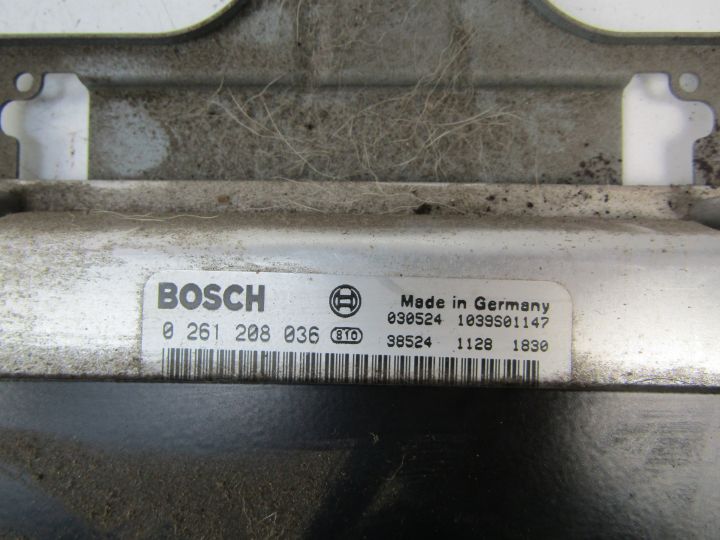 BOSCH
Made in Germany
030524 1039S01147
0 261 208 036 810
38524 1128 1830